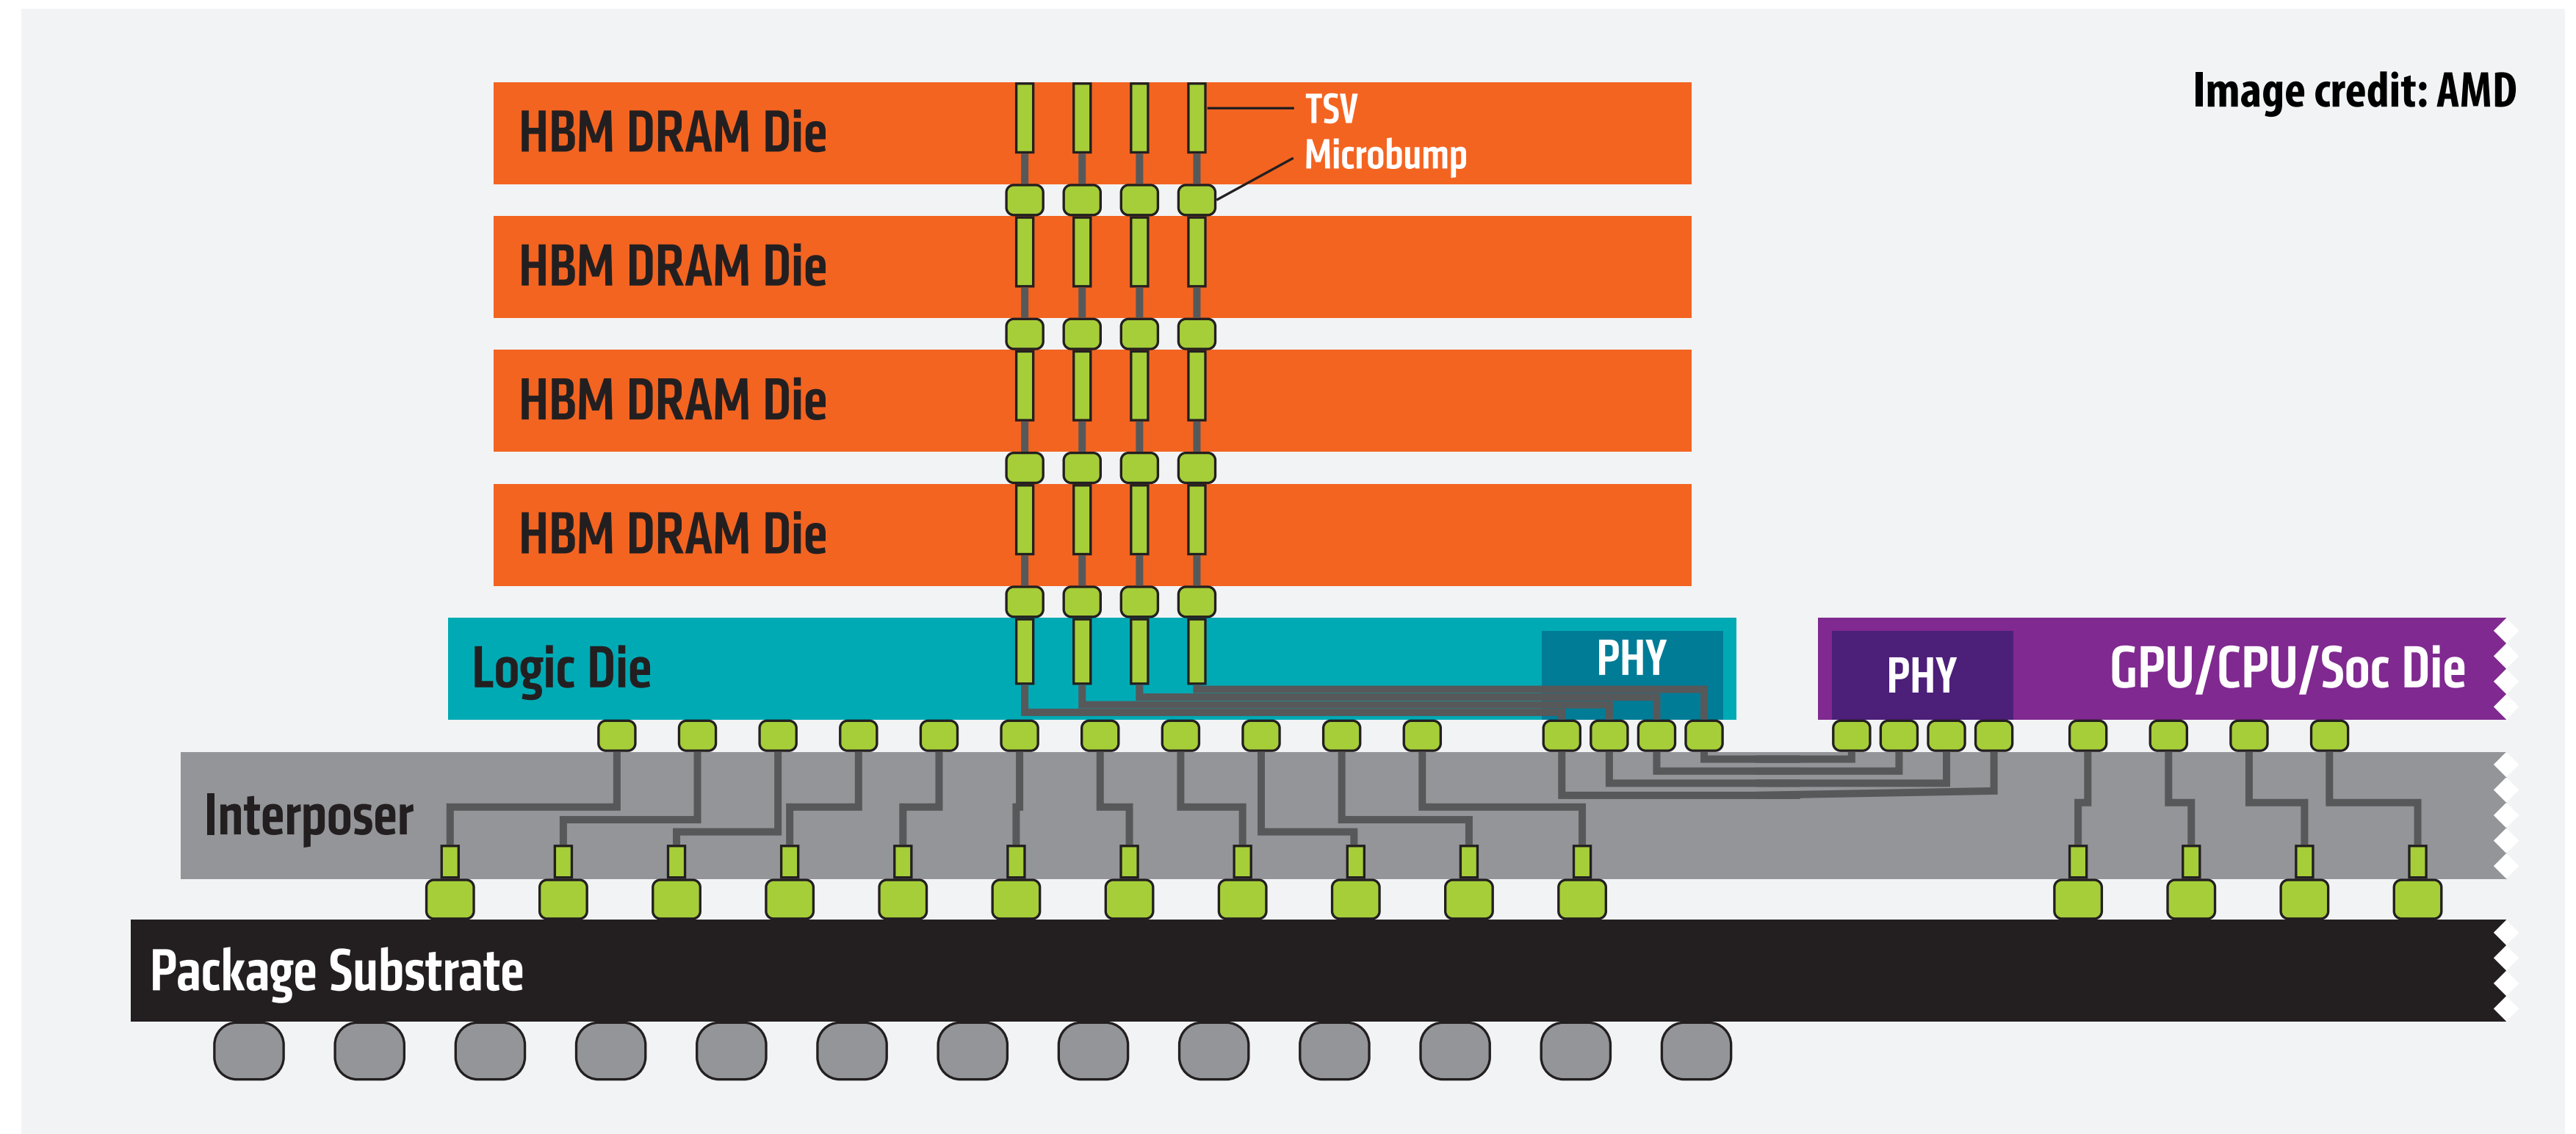 Image credit: AMD
HBM DRAM Die
TSV
Microbump
HBM DRAM Die
HBM DRAM Die
HBM DRAM Die
Logic Die
PHY
PHY
GPU/CPU/Soc Die
Interposer
Package Substrate